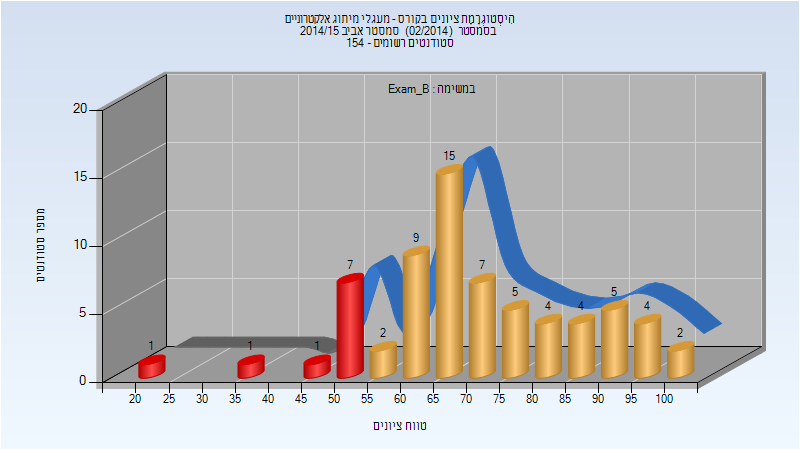 היסטוגרמת ציונים בקורס - מעגלי מיתוג אלקטרוניים
בסמסטר (02/2014) סמסטר אביב 2014/15
סטודנטים רשומים - 154
במשימה : Exam_B
מספר סטודנטים
20
15
10
5
0
1
1
1
7
2
9
15
7
5
4
4
5
4
2
20 25 30 35 40 45 50 55 60 65 70 75 80 85 90 95 100
טווח ציונים